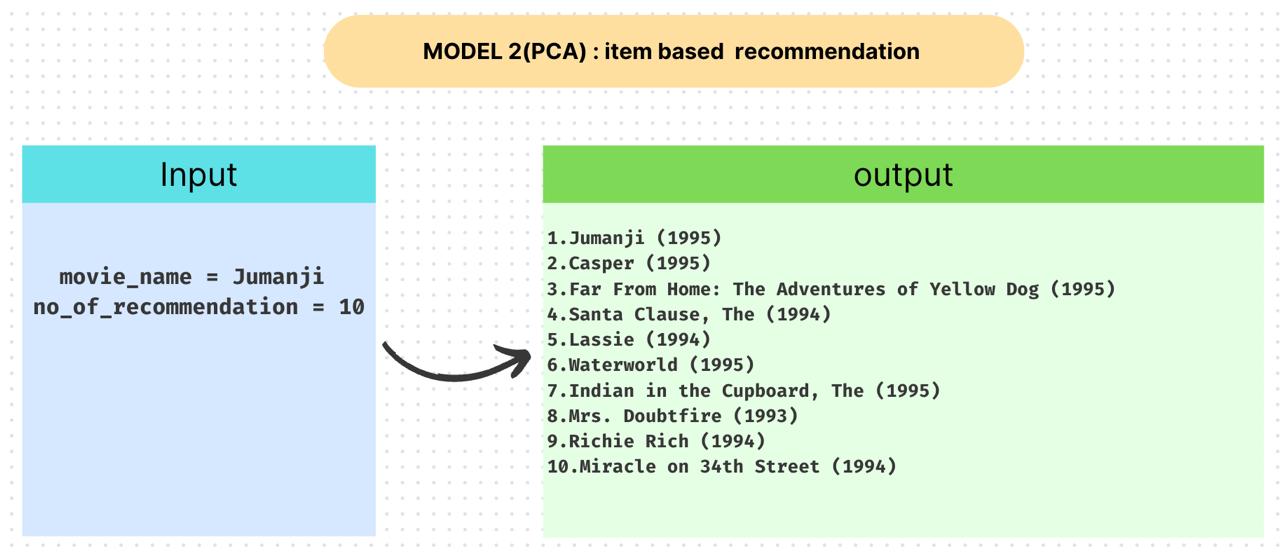 MODEL 2(PCA) : item based  recommendation
Input
movie_name = Jumanji
no_of_recommendation = 10
output
1.Jumanji (1995)
2.Casper (1995)
3.Far From Home: The Adventures of Yellow Dog (1995)
4.Santa Clause, The (1994)
5.Lassie (1994)
6.Waterworld (1995)
7.Indian in the Cupboard, The (1995)
8.Mrs. Doubtfire (1993)
9.Richie Rich (1994)
10.Miracle on 34th Street (1994)